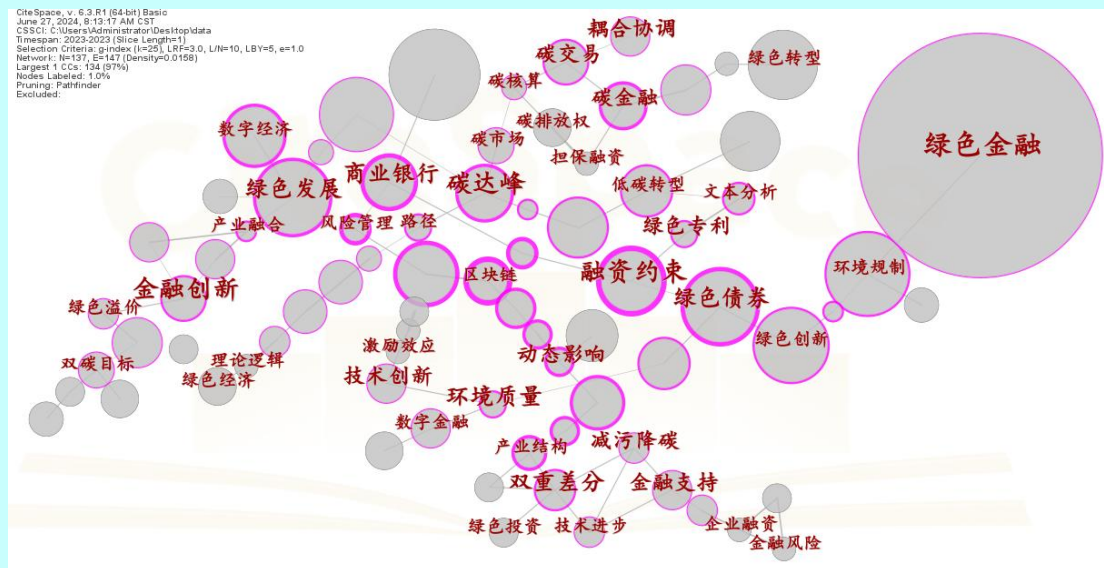 CiteSpace, v. 6.3.R1 (64-bit) Basic
June 27, 2024, 8:13:17 AM CST
CSSCI: C:\Users\Administrator\Desktop\data
Timespan: 2023-2023 (Slice Length=1)
Selection Criteria: g-index (k=25), LRF=3.0, L/N=10, LBY=5, e=1.0
Network: N=137, E=147 (Density=0.0158)
Largest 1 CCs: 134 (97%)
Nodes Labeled: 1.0%
Pruning: Pathfinder
Excluded:
耦合协调
碳交易
绿色转型
碳核算
碳金融
碳排放权
数字经济
碳市场
绿色金融
担保融资
商业银行
碳达峰
低碳转型
文本分析
绿色发展
产业融合
风险管理
路径
绿色专利
环境规制
区块链
融资约束
金融创新
绿色债券
绿色溢价
绿色创新
激励效应
动态影响
双碳目标
理论逻辑
绿色经济
技术创新
环境质量
数字金融
产业结构
减污降碳
双重差分
金融支持
绿色投资
技术进步
企业融资
金融风险